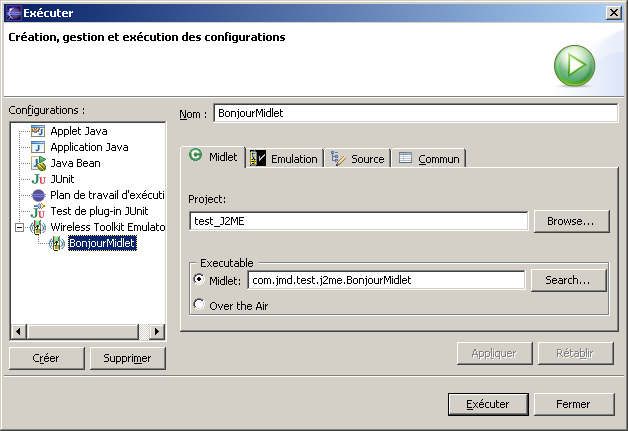 Exécuter
Création, gestion et exécution des configurations
Configurations :
Applet Java
Application Java
Java Bean
JUnit
Plan de travail d'exécuti
Test de plug-in JUnit
Wireless Toolkit Emulato
BonjourMidlet
Créer
Supprimer
Nom :
BonjourMidlet
Midlet
Emulation
Source
Commun
Project:
test_J2ME
Browse...
Executable
Midlet:
com.jmd.test.j2me.BonjourMidlet
Search...
Over the Air
Appliquer
Rétablir
Exécuter
Fermer